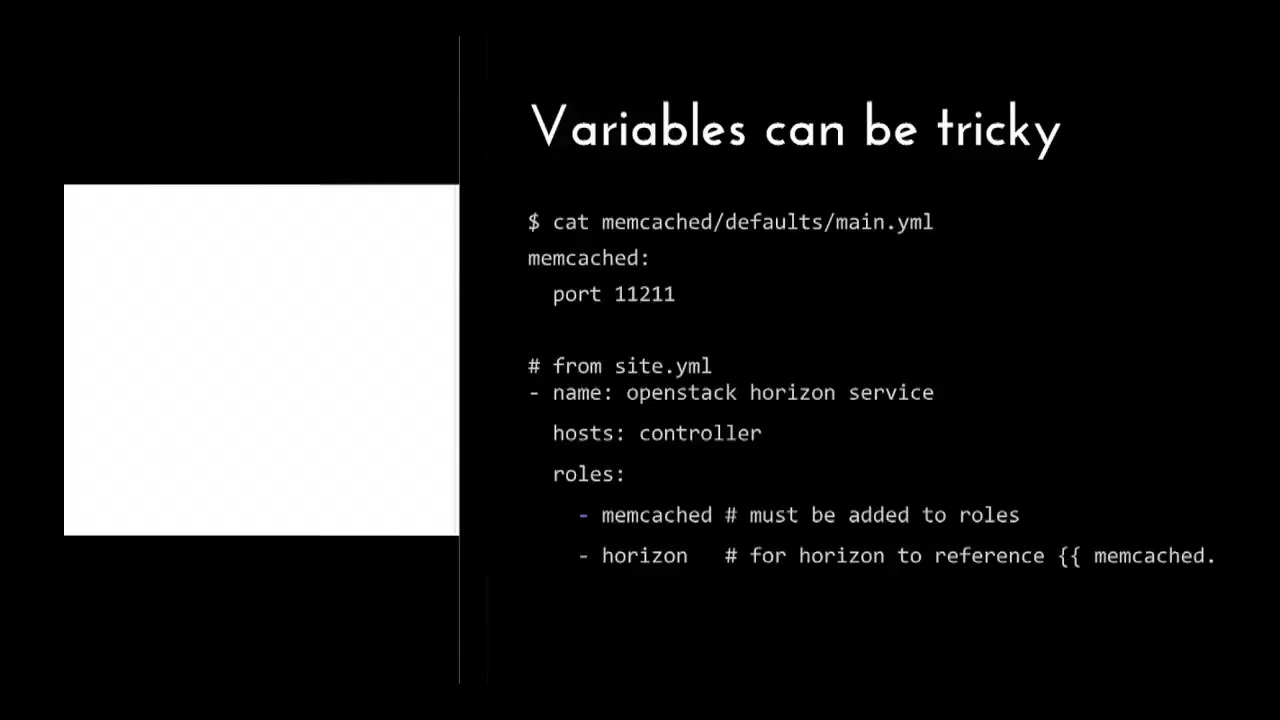 Variables can be tricky
$ cat memcached/defaults/main.yml
memcached:
  port 11211
# from site.yml
- name: openstack horizon service
  hosts: controller
  roles:
    - memcached # must be added to roles
    - horizon   # for horizon to reference {{ memcached.